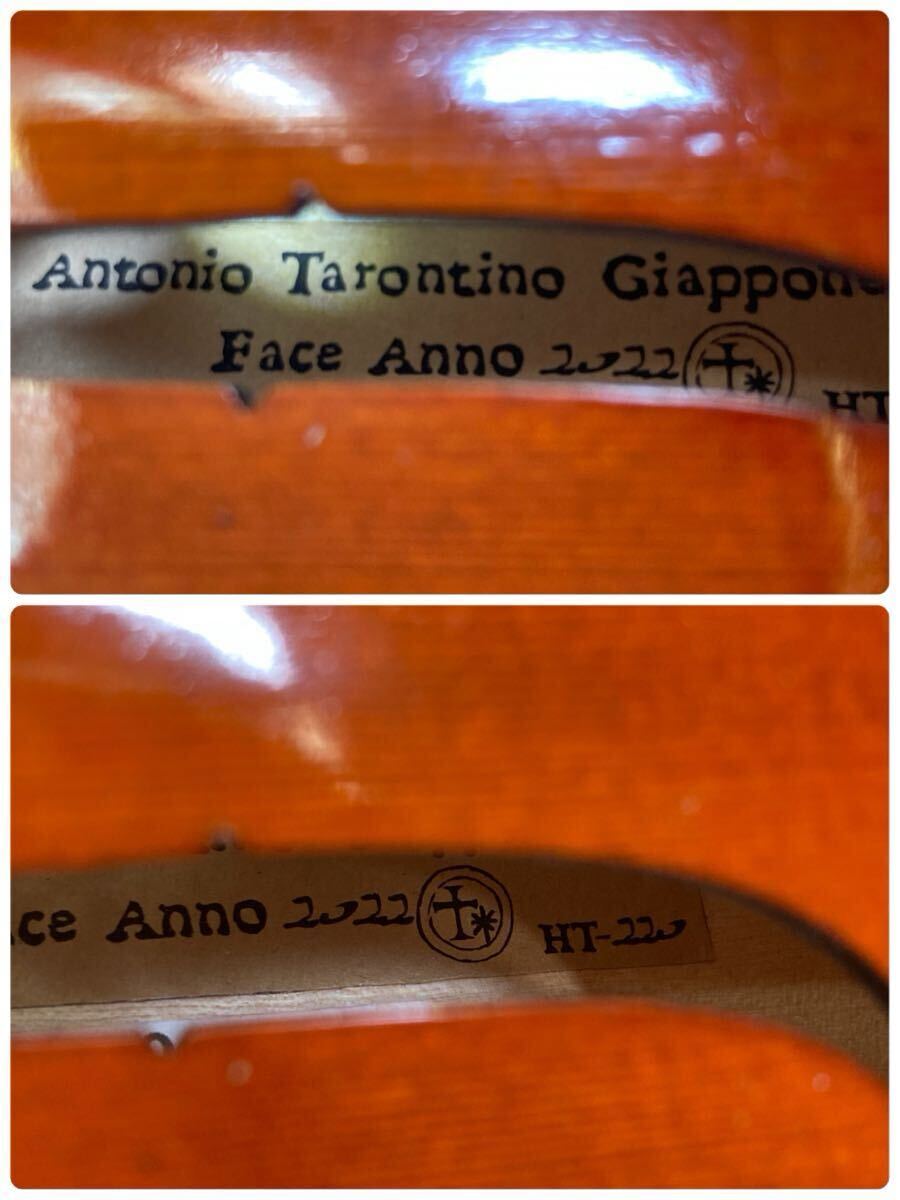 Antonio Tarontino Giappone
Face Anno 2022
HT
ce Anno 2022
HT-220